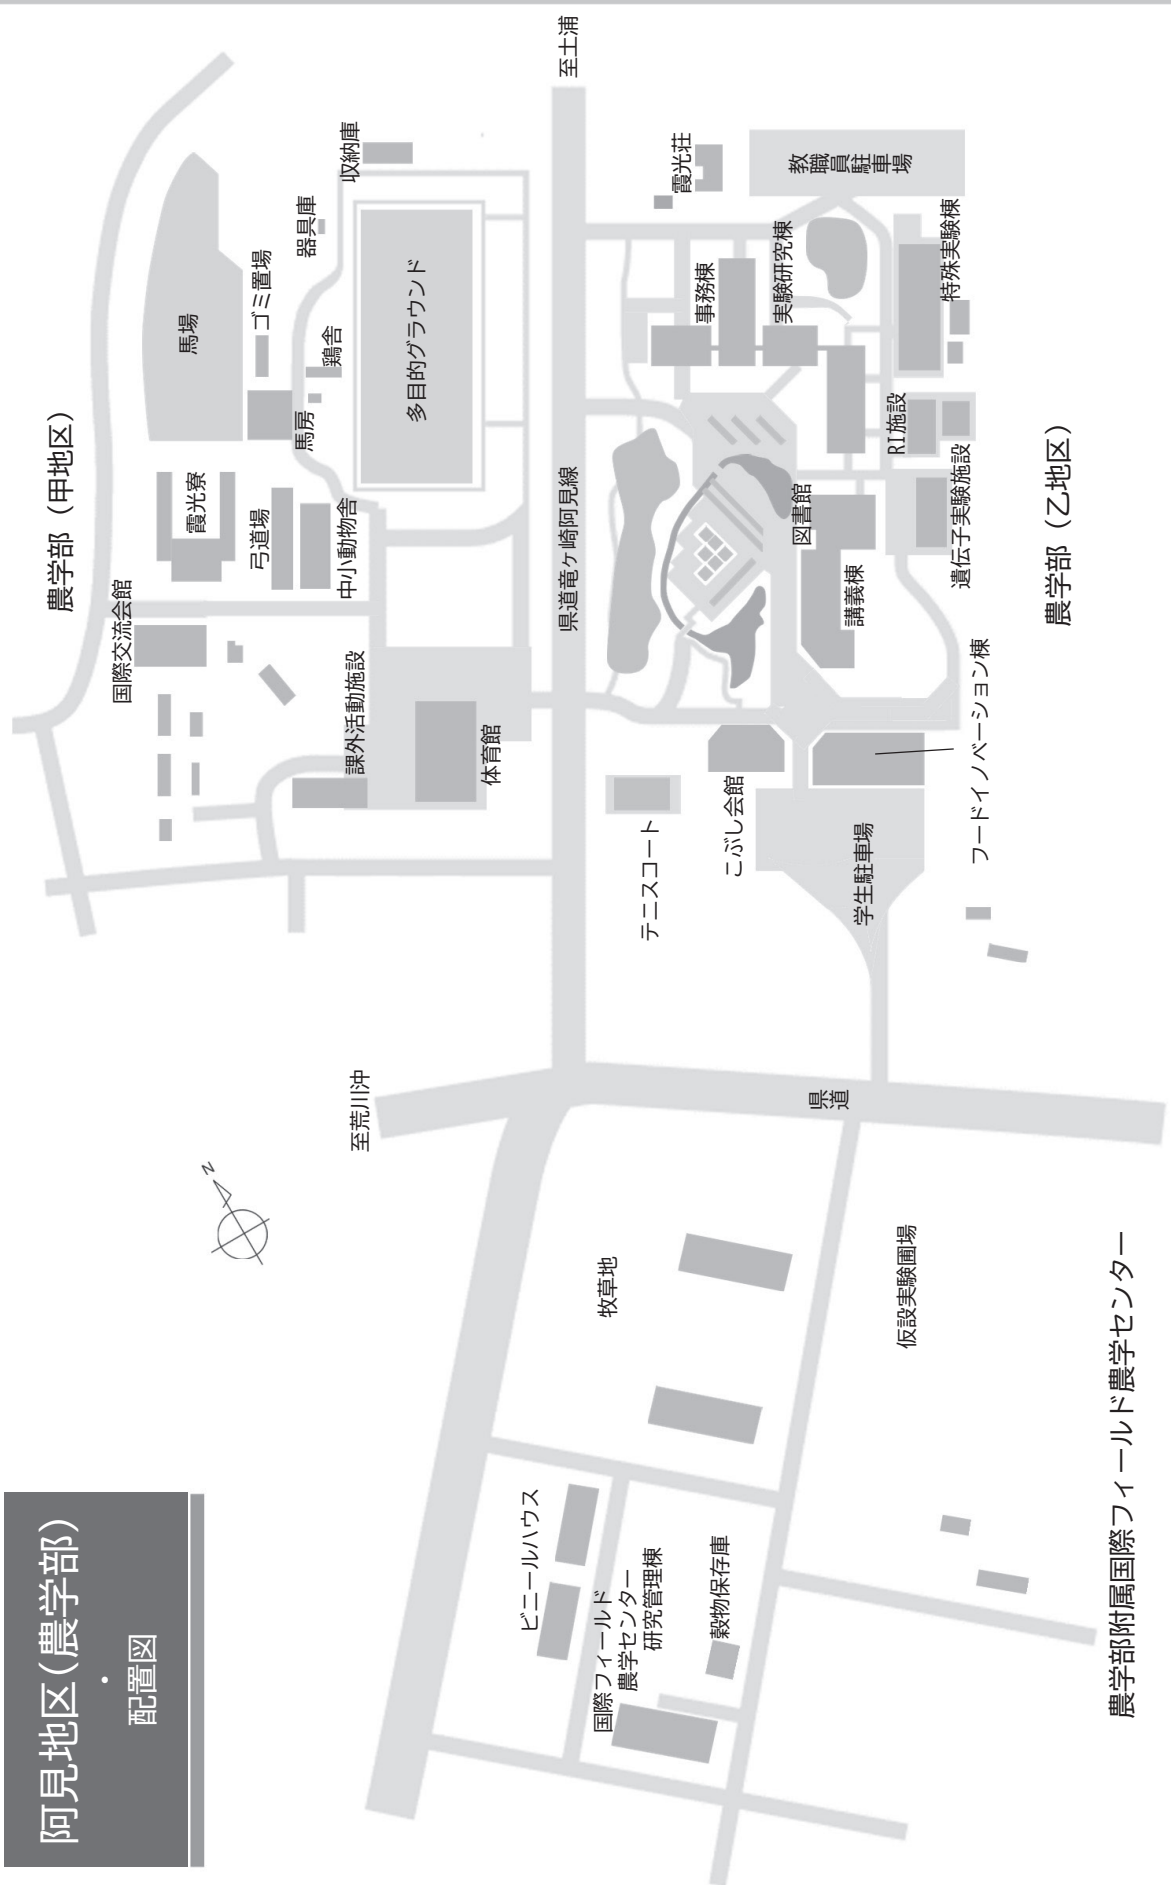 阿見地区(農学部)
・
配置図
農学部（甲地区）
国際交流会館
霞光寮
馬場
弓道場
ゴミ置場
馬房
器具庫
鶏舎
中小動物舎
収納庫
課外活動施設
多目的グラウンド
体育館
至土浦
県道竜ヶ崎阿見線
至荒川沖
霞光荘
事務棟
教職員駐車場
実験研究棟
特殊実験棟
RI施設
遺伝子実験施設
図書館
講義棟
フードイノベーション棟
こぶし会館
テニスコート
学生駐車場
農学部（乙地区）
県道
N
牧草地
仮設実験圃場
ビニールハウス
国際フィールド
農学センター
研究管理棟
穀物保存庫
農学部附属国際フィールド農学センター